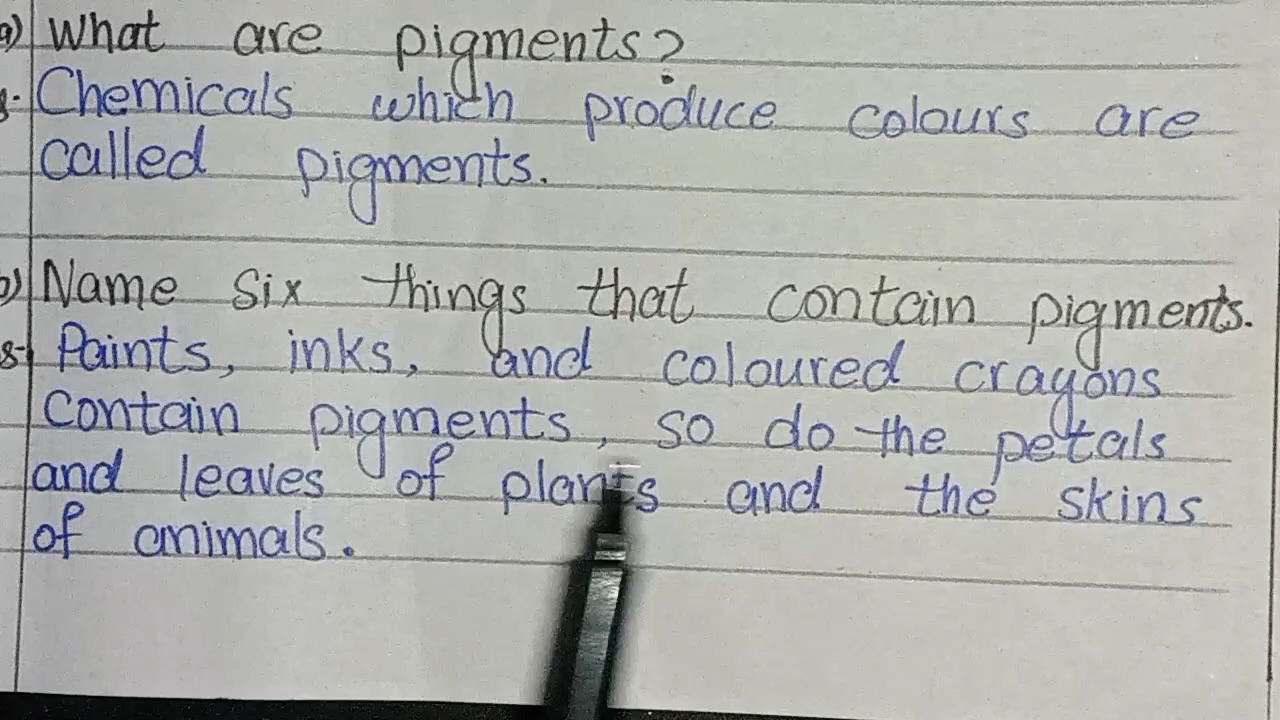 a) What are pigments?
Chemicals which produce colours are
called pigments.
b) Name six things that contain pigments.
Paints, inks, and coloured crayons
contain pigments, so do the petals
and leaves of plants and the skins
of animals.